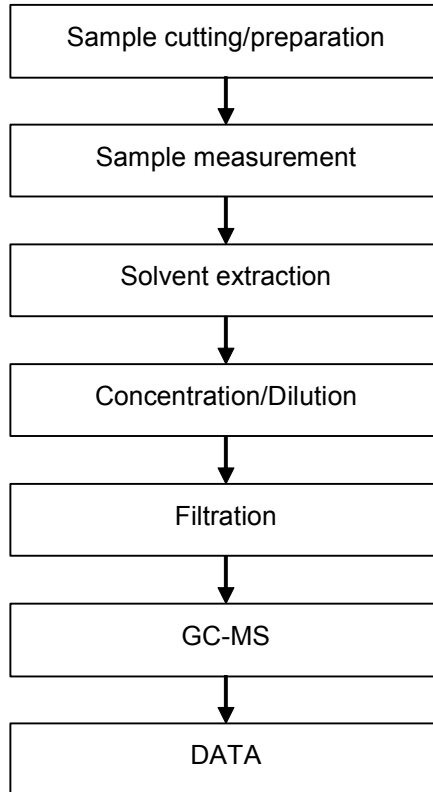 Sample cutting/preparation
Sample measurement
Solvent extraction
Concentration/Dilution
Filtration
GC-MS
DATA